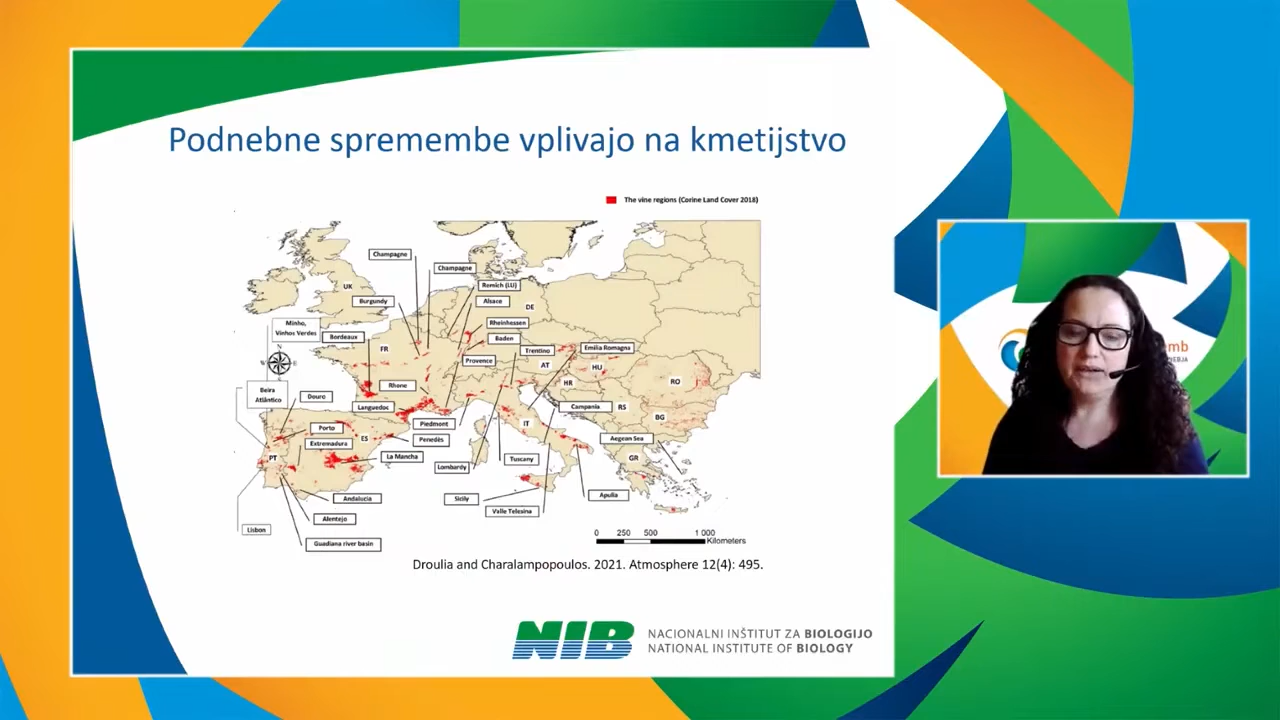 Podnebne spremembe vplivajo na kmetijstvo
The vine regions (Corine Land Cover 2018)
Champagne
Champagne
Remich (LU)
UK
Burgundy
Alsace
DE
Minho,
Vinhos Verdes
Bordeaux
Rheinhessen
Baden
N
W
E
S
FR
Provence
Trentino
Emilia Romagna
AT
HU
Beira
Atlântico
Douro
Rhone
HR
RO
Languedoc
Campania
RS
BG
Porto
Piedmont
IT
Extremadura
ES
Penedès
Aegean Sea
PT
La Mancha
Lombardy
Tuscany
GR
Andalucia
Sicily
Apulia
Valle Telesina
Alentejo
Lisbon
Guadiana river basin
0 250 500 1 000
Kilometers
Droulia and Charalampopoulos. 2021. Atmosphere 12(4): 495.
NIB
NACIONALNI INŠTITUT ZA BIOLOGIJO
NATIONAL INSTITUTE OF BIOLOGY